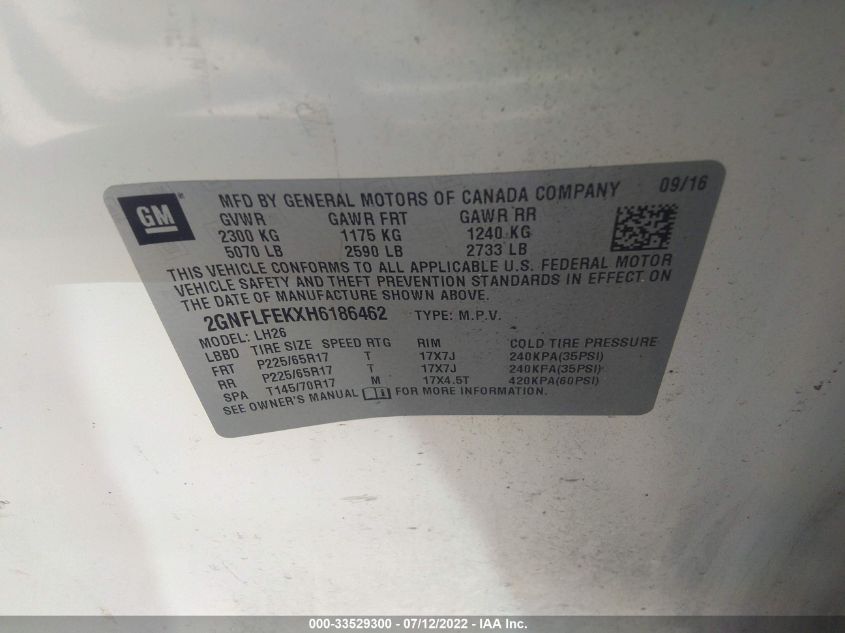 GM
MFD BY GENERAL MOTORS OF CANADA COMPANY 09/16
GVWR GAWR FRT GAWR RR
2300 KG 1175 KG 1240 KG
5070 LB 2590 LB 2733 LB
THIS VEHICLE CONFORMS TO ALL APPLICABLE U.S. FEDERAL MOTOR
VEHICLE SAFETY AND THEFT PREVENTION STANDARDS IN EFFECT ON
THE DATE OF MANUFACTURE SHOWN ABOVE.
2GNFLFEKXH6186462 TYPE: M.P.V.
MODEL: LH26
LBBD TIRE SIZE SPEED RTG RIM COLD TIRE PRESSURE
FRT P225/65R17 T 17X7J 240KPA(35PSI)
RR P225/65R17 T 17X7J 240KPA(35PSI)
SPA T145/70R17 M 17X4.5T 420KPA(60PSI)
SEE OWNER'S MANUAL FOR MORE INFORMATION.
000-33529300 - 07/12/2022 - IAA Inc.